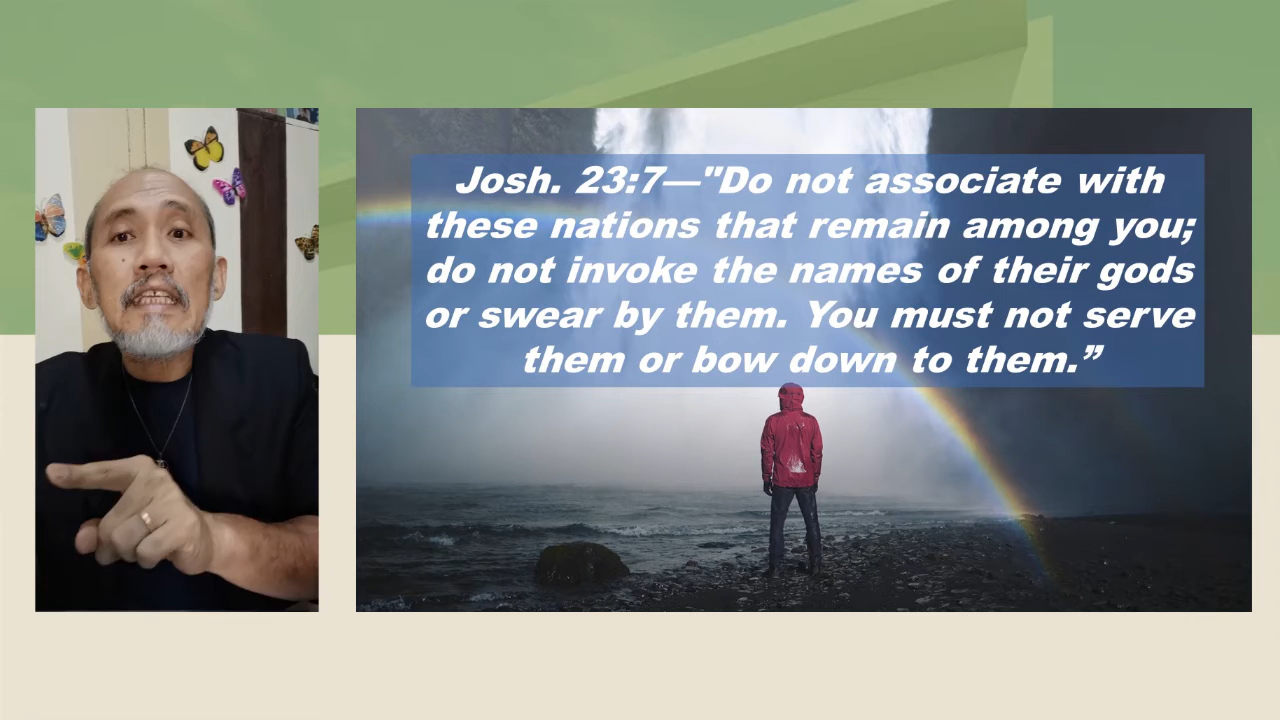 Josh. 23:7—"Do not associate with
these nations that remain among you;
do not invoke the names of their gods
or swear by them. You must not serve
them or bow down to them.”